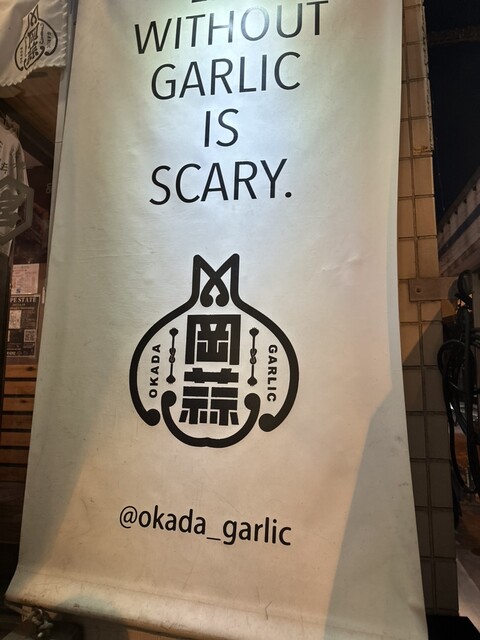 WITHOUT
GARLIC
IS
SCARY.
OKADA
岡
蒜
GARLIC
@okada_garlic